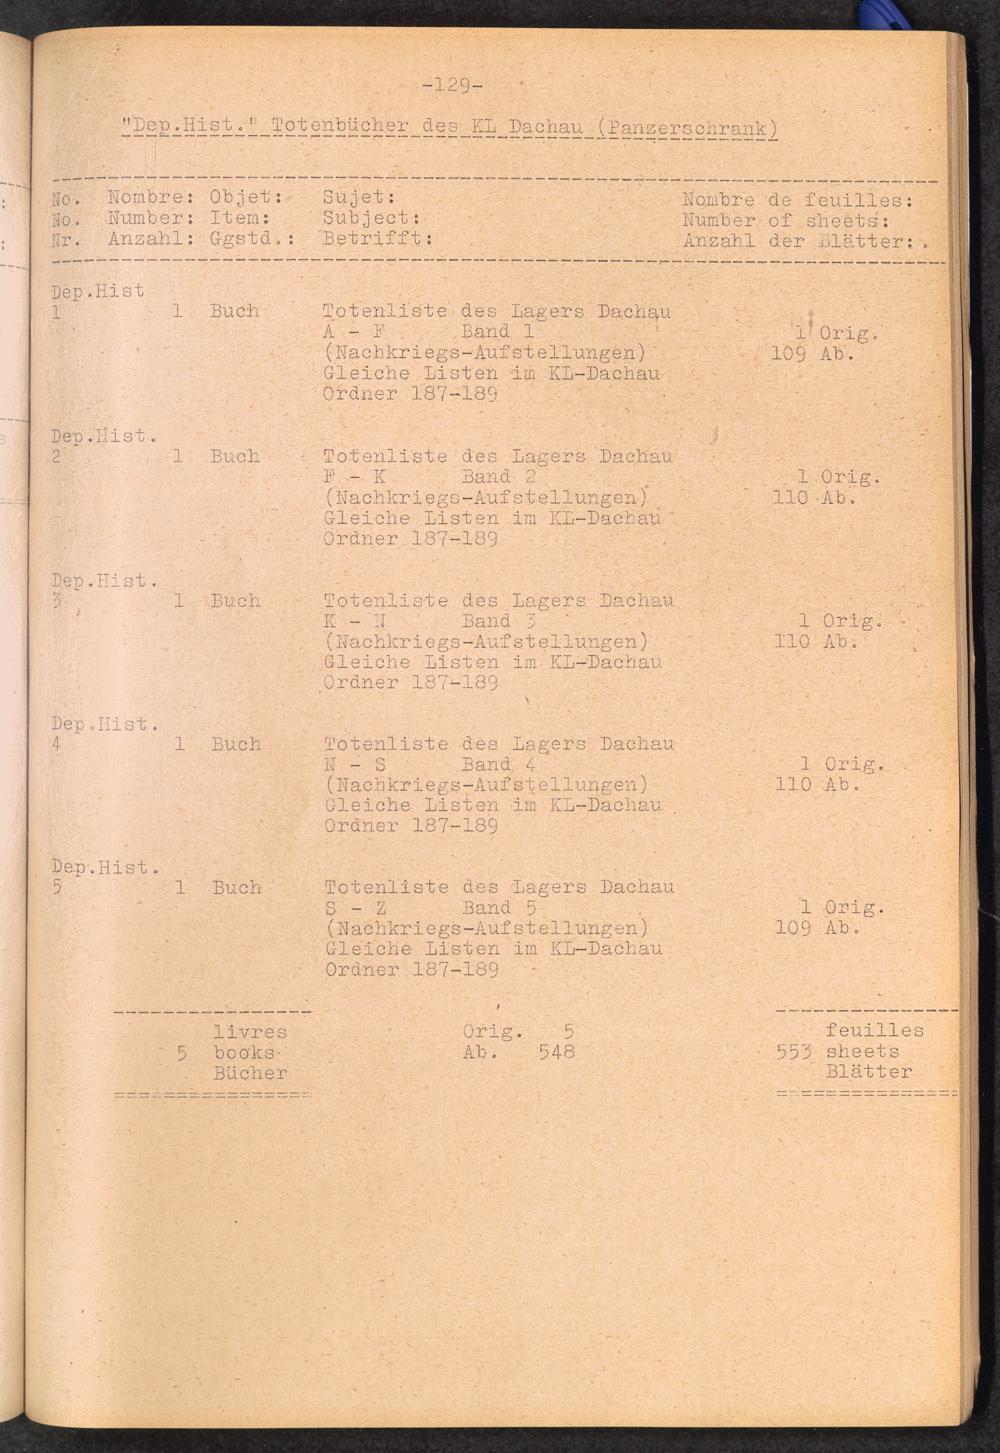 -129-
"Dep.Hist." Totenbücher des KL Dachau (Panzerschrank)
No. Nombre: Objet: Sujet: Nombre de feuilles:
No. Number: Item: Subject: Number of sheets:
Nr. Anzahl: Ggstd.: Betrifft: Anzahl der Blätter:.
Dep.Hist
1 1 Buch Totenliste des Lagers Dachau
A - F Band 1 1 Orig.
(Nachkriegs-Aufstellungen) 109 Ab.
Gleiche Listen im KL-Dachau
Ordner 187-189
Dep.Hist.
2 1 Buch Totenliste des Lagers Dachau
F - K Band 2 1 Orig.
(Nachkriegs-Aufstellungen) 110 Ab.
Gleiche Listen im KL-Dachau
Ordner 187-189
Dep.Hist.
3 1 Buch Totenliste des Lagers Dachau
K - N Band 3 1 Orig.
(Nachkriegs-Aufstellungen) 110 Ab.
Gleiche Listen im KL-Dachau
Ordner 187-189
Dep.Hist.
4 1 Buch Totenliste des Lagers Dachau
N - S Band 4 1 Orig.
(Nachkriegs-Aufstellungen) 110 Ab.
Gleiche Listen im KL-Dachau
Ordner 187-189
Dep.Hist.
5 1 Buch Totenliste des Lagers Dachau
S - Z Band 5 1 Orig.
(Nachkriegs-Aufstellungen) 109 Ab.
Gleiche Listen im KL-Dachau
Ordner 187-189
livres Orig. 5 feuilles
5 books Ab. 548 553 sheets
Bücher Blätter